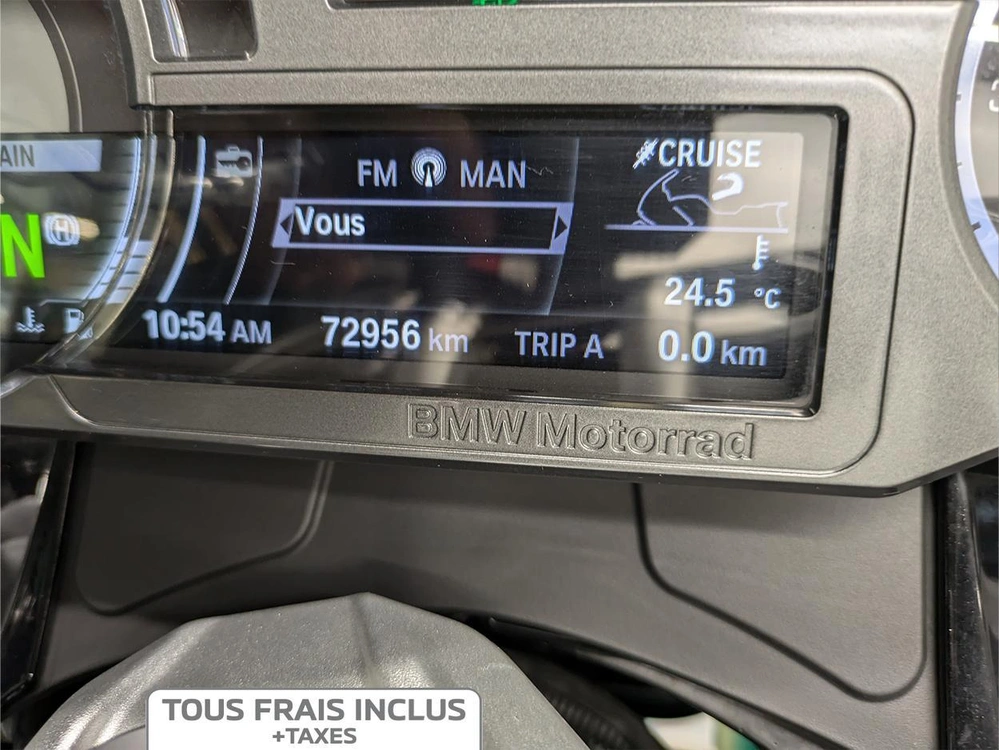 AIN
N
FM MAN
Vous
CRUISE
24.5 °C
10:54 AM 72956 km TRIP A 0.0 km
BMW Motorrad
TOUS FRAIS INCLUS
+TAXES